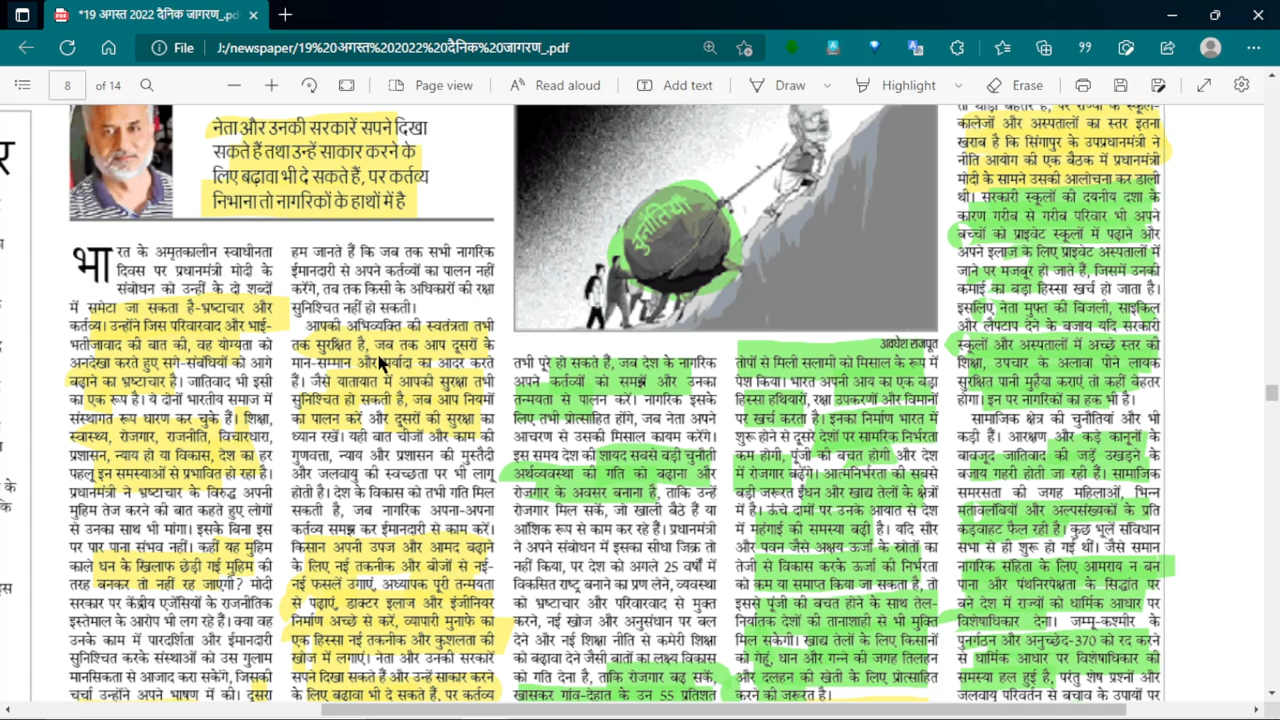 *19 अगस्त 2022 दैनिक जागरण_.pdf
File
J:/newspaper/19%20अगस्त%202022%20दैनिक%20जागरण_.pdf
8 of 14
Page view
Read aloud
Add text
Draw
Highlight
Erase
नेता और उनकी सरकारें सपने दिखा
सकते हैं तथा उन्हें साकार करने के
लिए बढ़ावा भी दे सकते हैं, पर कर्तव्य
निभाना तो नागरिकों के हाथों में है
भारत के अमृतकालीन स्वाधीनता
दिवस पर प्रधानमंत्री मोदी के
संबोधन को उन्हीं के दो शब्दों
में समेटा जा सकता है-भ्रष्टाचार और
कर्तव्य। उन्होंने जिस परिवारवाद और भाई-
भतीजावाद की बात की, वह योग्यता को
अनदेखा करते हुए सगे-संबंधियों को आगे
बढ़ाने का भ्रष्टाचार है। जातिवाद भी इसी
का एक रूप है। ये दोनों भारतीय समाज में
संस्थागत रूप धारण कर चुके हैं। शिक्षा,
स्वास्थ्य, रोजगार, राजनीति, विचारधारा,
प्रशासन, न्याय हो या विकास, देश का हर
पहलू इन समस्याओं से प्रभावित हो रहा है।
प्रधानमंत्री ने भ्रष्टाचार के विरुद्ध अपनी
मुहिम तेज करने की बात कहते हुए लोगों
से उनका साथ भी मांगा। इसके बिना इस
पर पार पाना संभव नहीं। कहीं यह मुहिम
काले धन के खिलाफ छेड़ी गई मुहिम की
तरह बनकर तो नहीं रह जाएगी? मोदी
सरकार पर केंद्रीय एजेंसियों के राजनीतिक
इस्तेमाल के आरोप भी लग रहे हैं। क्या वह
उनके काम में पारदर्शिता और ईमानदारी
सुनिश्चित करके संस्थाओं को उस गुलाम
मानसिकता से आजाद करा सकेंगे, जिसकी
चर्चा उन्होंने अपने भाषण में की। दूसरा
हम जानते हैं कि जब तक सभी नागरिक
ईमानदारी से अपने कर्तव्यों का पालन नहीं
करेंगे, तब तक किसी के अधिकारों की रक्षा
सुनिश्चित नहीं हो सकती।
आपकी अभिव्यक्ति की स्वतंत्रता तभी
तक सुरक्षित है, जब तक आप दूसरों के
मान-सम्मान और मर्यादा का आदर करते
हैं। जैसे यातायात में आपकी सुरक्षा तभी
सुनिश्चित हो सकती है, जब आप नियमों
का पालन करें और दूसरों की सुरक्षा का
ध्यान रखें। यही बात चीजों और काम की
गुणवत्ता, न्याय और प्रशासन की मुस्तैदी
और जलवायु की स्वच्छता पर भी लागू
होती है। देश के विकास को तभी गति मिल
सकती है, जब नागरिक अपना-अपना
कर्तव्य समझ कर ईमानदारी से काम करें।
किसान अपनी उपज और आमद बढ़ाने
के लिए नई तकनीक और बीजों से नई-
नई फसलें उगाएं, अध्यापक पूरी तन्मयता
से पढ़ाएं, डाक्टर इलाज और इंजीनियर
निर्माण अच्छे से करें, व्यापारी मुनाफे का
एक हिस्सा नई तकनीक और कुशलता की
खोज में लगाएं। नेता और उनकी सरकारें
सपने दिखा सकते हैं और उन्हें साकार करने
के लिए बढ़ावा भी दे सकते हैं, पर कर्तव्य
चुनौतियां
अवधेश राजपूत
तभी पूरे हो सकते हैं, जब देश के नागरिक
अपने कर्तव्यों को समझें और उनका
तन्मयता से पालन करें। नागरिक इसके
लिए तभी प्रोत्साहित होंगे, जब नेता अपने
आचरण से उसकी मिसाल कायम करेंगे।
इस समय देश की शायद सबसे बड़ी चुनौती
अर्थव्यवस्था की गति को बढ़ाना और
रोजगार के अवसर बनाना है, ताकि उन्हें
रोजगार मिल सकें, जो खाली बैठे हैं या
आंशिक रूप से काम कर रहे हैं। प्रधानमंत्री
ने अपने संबोधन में इसका सीधा जिक्र तो
नहीं किया, पर देश को अगले 25 वर्षों में
विकसित राष्ट्र बनाने का प्रण लेने, व्यवस्था
को भ्रष्टाचार और परिवारवाद से मुक्त
करने, नई खोज और अनुसंधान पर बल
देने और नई शिक्षा नीति से कमेरी शिक्षा
को बढ़ावा देने जैसी बातों का लक्ष्य विकास
को गति देना है, ताकि रोजगार बढ़ सकें,
खासकर गांव-देहात के उन 55 प्रतिशत
तोपों से मिली सलामी को मिसाल के रूप में
पेश किया। भारत अपनी आय का एक बड़ा
हिस्सा हथियारों, रक्षा उपकरणों और विमानों
पर खर्च करता है। इनका निर्माण भारत में
शुरू होने से दूसरे देशों पर सामरिक निर्भरता
कम होगी, पूंजी की बचत होगी और देश
में रोजगार बढ़ेंगे। आत्मनिर्भरता की सबसे
बड़ी जरूरत ईंधन और खाद्य तेलों के क्षेत्रों
में है। ऊंचे दामों पर उनके आयात से देश
में महंगाई की समस्या बढ़ी है। यदि सौर
और पवन जैसे अक्षय ऊर्जा के स्रोतों का
तेजी से विकास करके ऊर्जा की निर्भरता
को कम या समाप्त किया जा सकता है, तो
इससे पूंजी की बचत होने के साथ तेल-
निर्यातक देशों की तानाशाही से भी मुक्ति
मिल सकेगी। खाद्य तेलों के लिए किसानों
को गेहूं, धान और गन्ने की जगह तिलहन
और दलहन की खेती के लिए प्रोत्साहित
करने की जरूरत है।
तो थोड़ा बेहतर है, पर राज्यों के स्कूल-
कालेजों और अस्पतालों का स्तर इतना
खराब है कि सिंगापुर के उपप्रधानमंत्री ने
नीति आयोग की एक बैठक में प्रधानमंत्री
मोदी के सामने उसकी आलोचना कर डाली
थी। सरकारी स्कूलों की दयनीय दशा के
कारण गरीब से गरीब परिवार भी अपने
बच्चों को प्राइवेट स्कूलों में पढ़ाने और
अपने इलाज के लिए प्राइवेट अस्पतालों में
जाने पर मजबूर हो जाते हैं, जिसमें उनकी
कमाई का बड़ा हिस्सा खर्च हो जाता है।
इसलिए नेता मुफ्त की बिजली, साइकिल
और लैपटाप देने के बजाय यदि सरकारी
स्कूलों और अस्पतालों में अच्छे स्तर की
शिक्षा, उपचार के अलावा पीने लायक
सुरक्षित पानी मुहैया कराएं तो कहीं बेहतर
होगा। इन पर नागरिकों का हक भी है।
सामाजिक क्षेत्र की चुनौतियां और भी
कड़ी हैं। आरक्षण और कड़े कानूनों के
बावजूद जातिवाद की जड़ें उखड़ने के
बजाय गहरी होती जा रही हैं। सामाजिक
समरसता की जगह महिलाओं, भिन्न
मतावलंबियों और अल्पसंख्यकों के प्रति
कड़वाहट फैल रही है। कुछ भूलें संविधान
सभा से ही शुरू हो गई थीं। जैसे समान
नागरिक संहिता के लिए आमराय न बन
पाना और पंथनिरपेक्षता के सिद्धांत पर
बने देश में राज्यों को धार्मिक आधार पर
विशेषाधिकार देना। जम्मू-कश्मीर के
पुनर्गठन और अनुच्छेद-370 को रद करने
से धार्मिक आधार पर विशेषाधिकार की
समस्या हल हुई है, परंतु शेष प्रश्नों और
जलवायु परिवर्तन से बचाव के उपायों पर